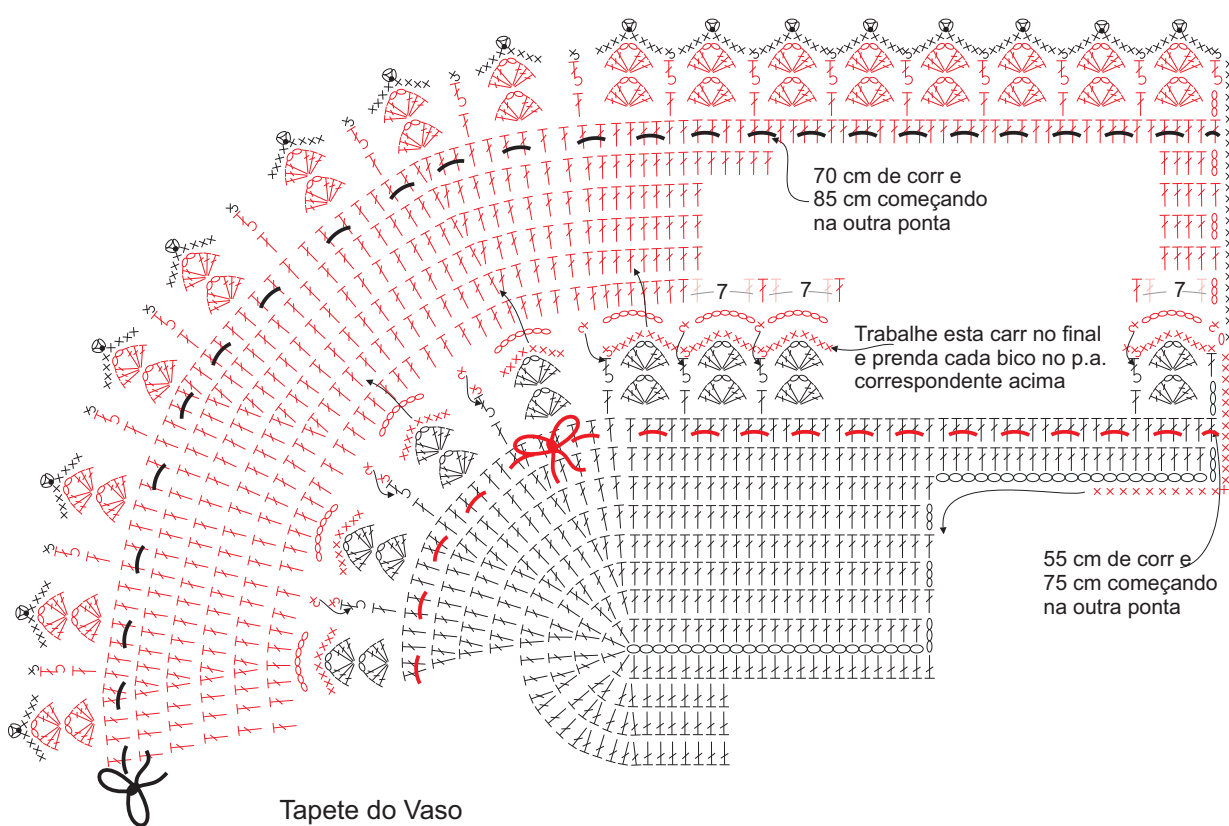 70 cm de corr e
85 cm começando
na outra ponta
7
7
7
Trabalhe esta carr no final
e prenda cada bico no p.a.
correspondente acima
55 cm de corr e
75 cm começando
na outra ponta
Tapete do Vaso